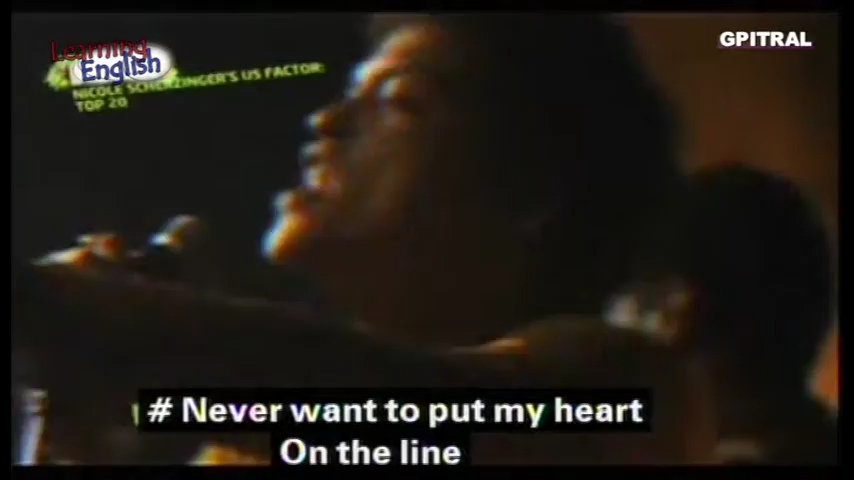 Learning
English
GPITRAL
NICOLE SCHERZINGER'S US FACTOR:
TOP 20
# Never want to put my heart
On the line